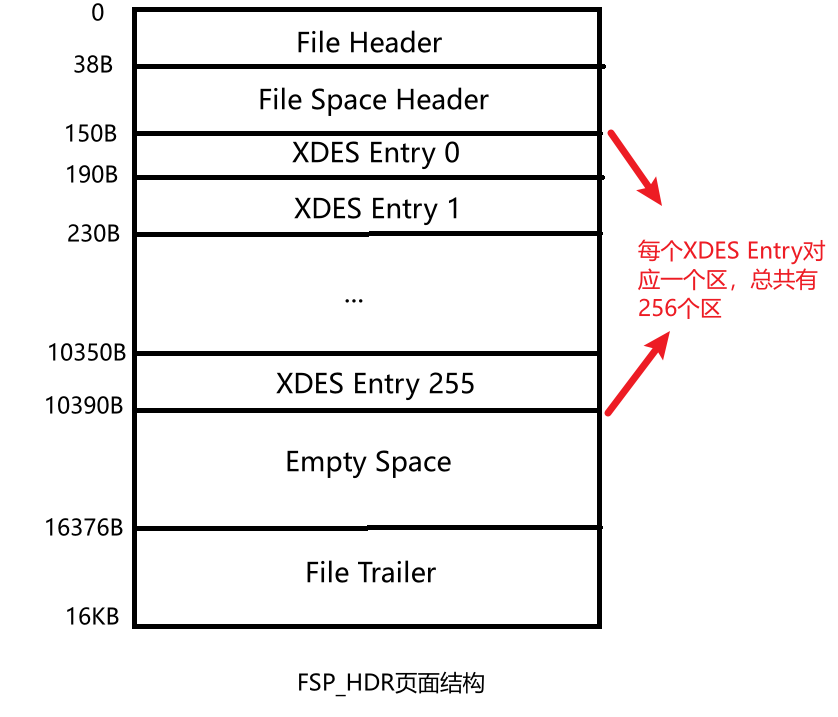 0
File Header
38B
File Space Header
150B
XDES Entry 0
190B
XDES Entry 1
230B
...
10350B
XDES Entry 255
10390B
Empty Space
16376B
File Trailer
16KB
每个XDES Entry对
应一个区，总共有
256个区
FSP_HDR页面结构